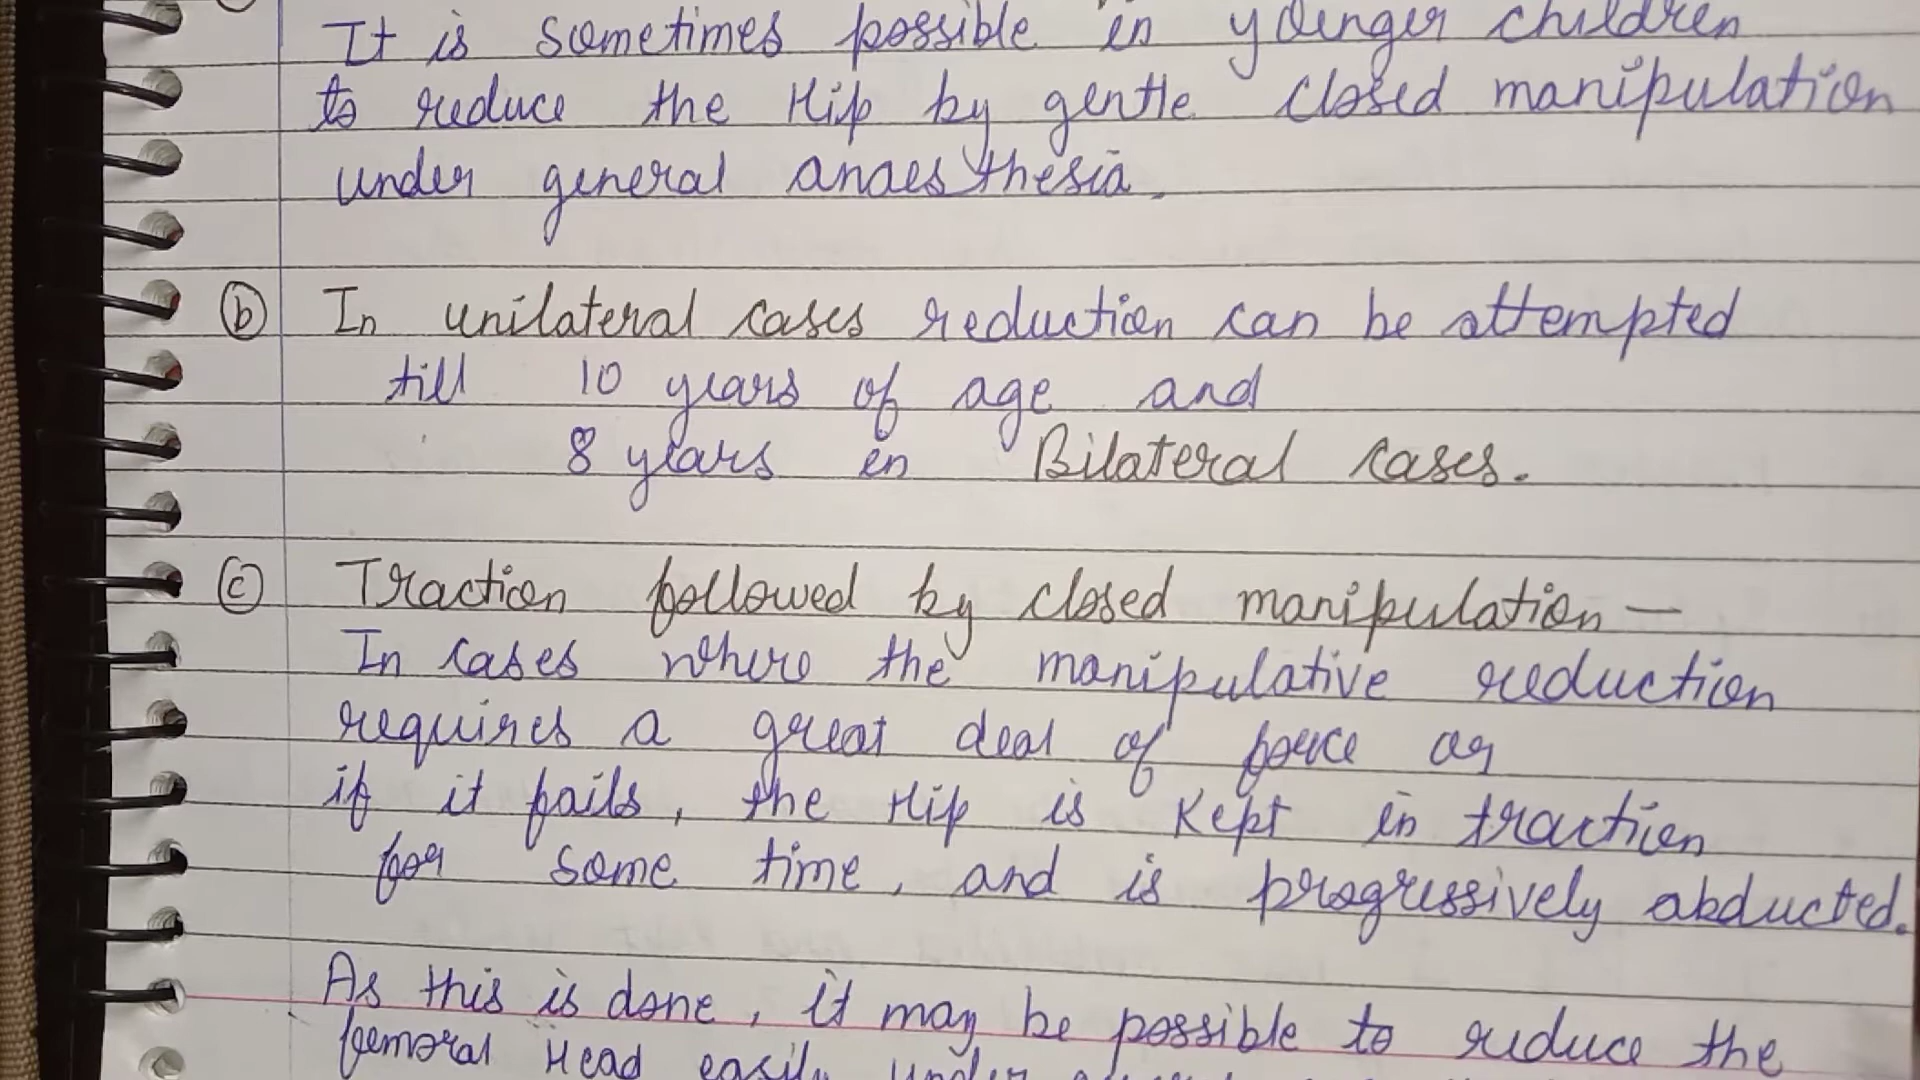 It is sometimes possible in younger children
to reduce the Hip by gentle closed manipulation
under general anaesthesia.
(b) In unilateral cases reduction can be attempted
till 10 years of age and
8 years in Bilateral cases.
(c) Traction followed by closed manipulation —
In cases where the manipulative reduction
requires a great deal of force or
if it fails, the Hip is kept in traction
for some time, and is progressively abducted.
As this is done, it may be possible to reduce the
femoral Head easily under